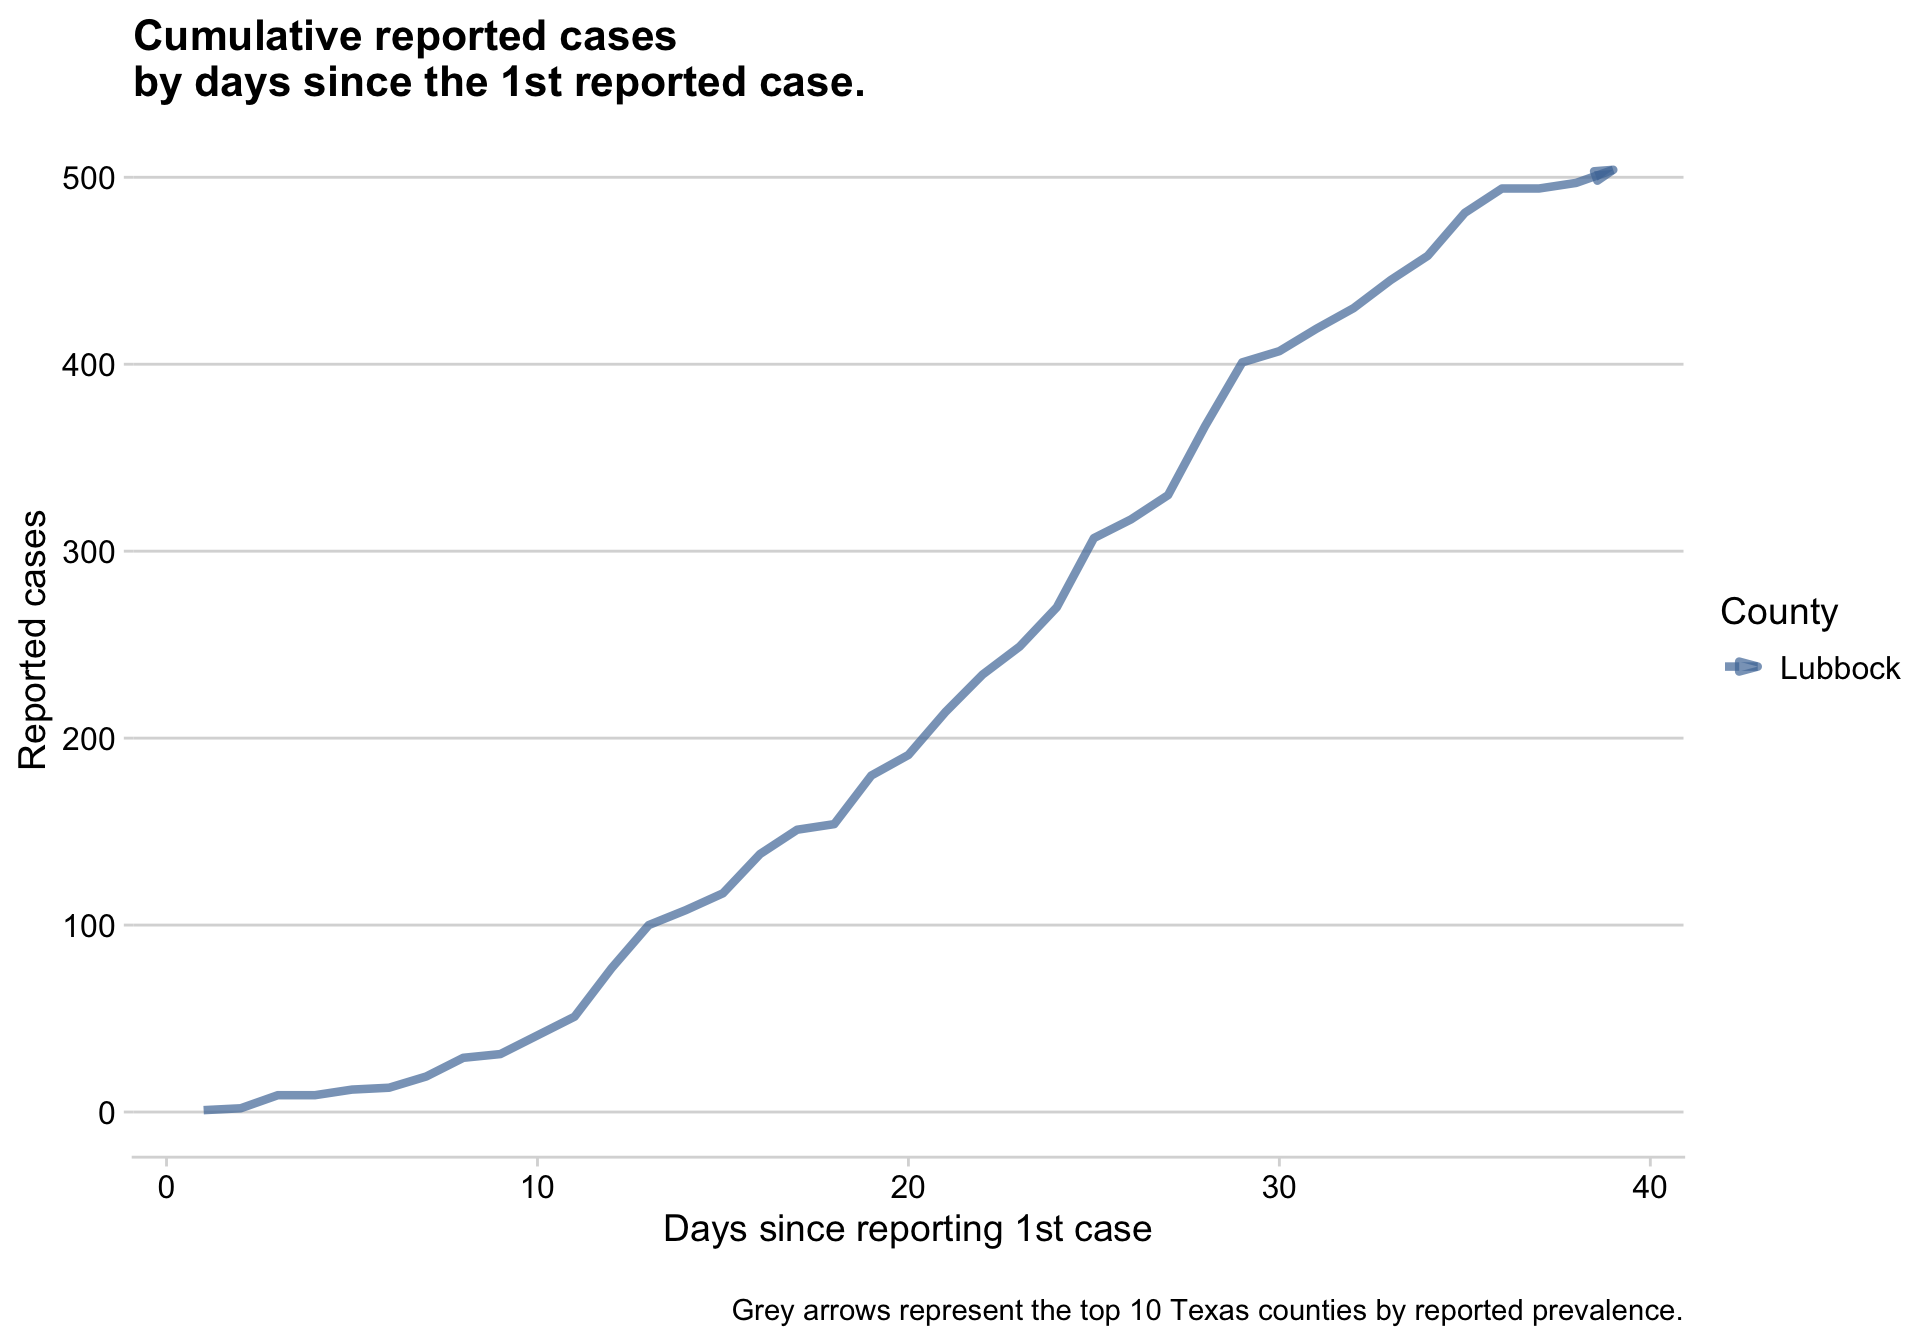 Cumulative reported cases
by days since the 1st reported case.
500
400
300
200
100
0
Reported cases
0 10 20 30 40
Days since reporting 1st case
County
Lubbock
Grey arrows represent the top 10 Texas counties by reported prevalence.